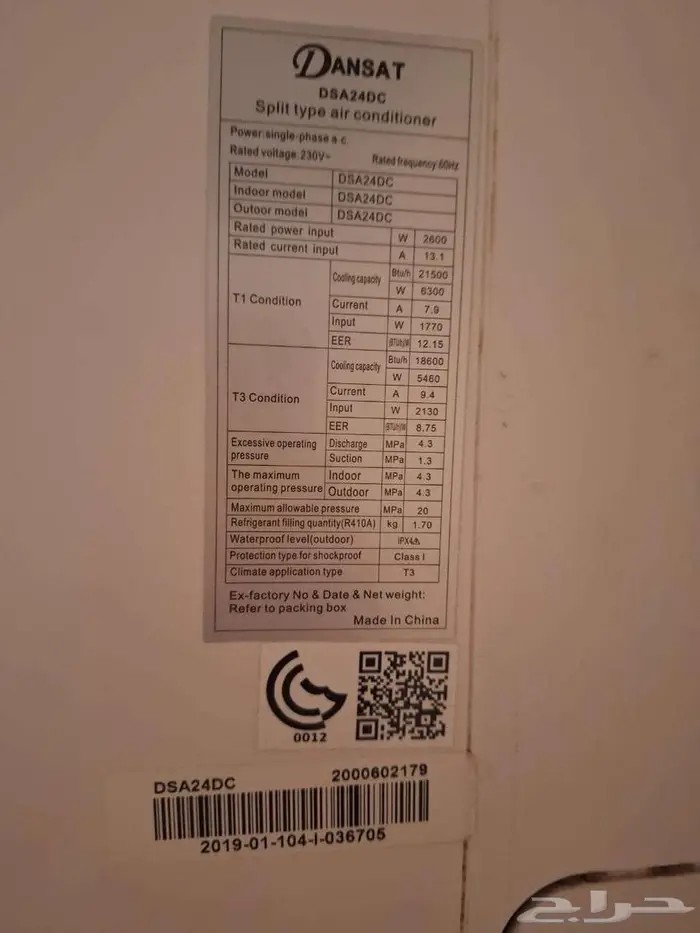 DANSAT
DSA24DC
Split type air conditioner
Power:single-phase a c
Rated voltage:230V~ Rated frequency:60Hz
Model DSA24DC
Indoor model DSA24DC
Outoor model DSA24DC
Rated power input W 2600
Rated current input A 13.1
T1 Condition Cooling capacity Btu/h 21500
W 6300
Current A 7.9
Input W 1770
EER (BTU/h)/W 12.15
T3 Condition Cooling capacity Btu/h 18600
W 5460
Current A 9.4
Input W 2130
EER (BTU/h)/W 8.75
Excessive operating pressure Discharge MPa 4.3
Suction MPa 1.3
The maximum operating pressure Indoor MPa 4.3
Outdoor MPa 4.3
Maximum allowable pressure MPa 20
Refrigerant filling quantity(R410A) kg 1.70
Waterproof level(outdoor) IPX4
Protection type for shockproof Class I
Climate application type T3
Ex-factory No & Date & Net weight:
Refer to packing box
Made In China
0012
DSA24DC 2000602179
2019-01-104-I-036705
حراج